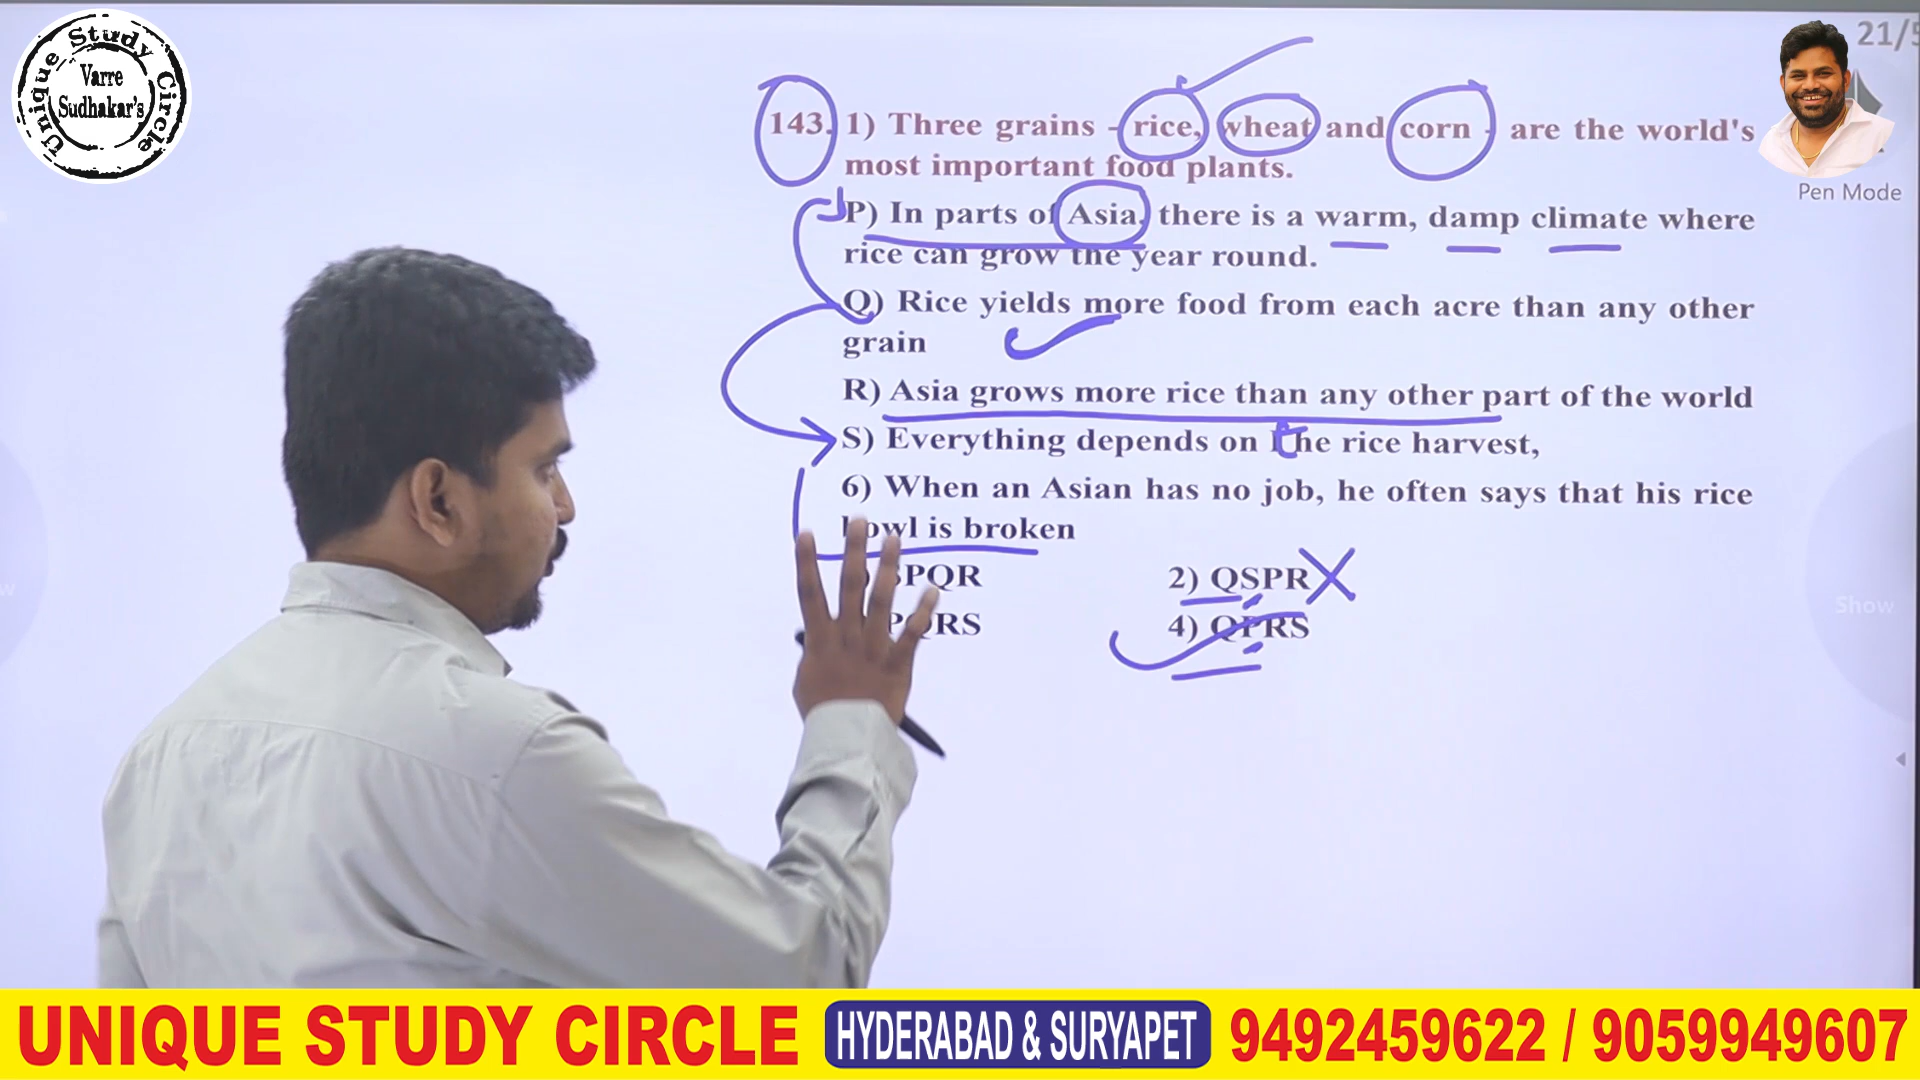 Unique Study Circle
Varre
Sudhakar's
21/5
Pen Mode
143. 1) Three grains - rice, wheat and corn - are the world's
most important food plants.
P) In parts of Asia, there is a warm, damp climate where
rice can grow the year round.
Q) Rice yields more food from each acre than any other
grain
R) Asia grows more rice than any other part of the world
S) Everything depends on the rice harvest,
6) When an Asian has no job, he often says that his rice
bowl is broken
SPQR 2) QSPR
PQRS 4) QPRS
Show
UNIQUE STUDY CIRCLE HYDERABAD & SURYAPET 9492459622 / 9059949607